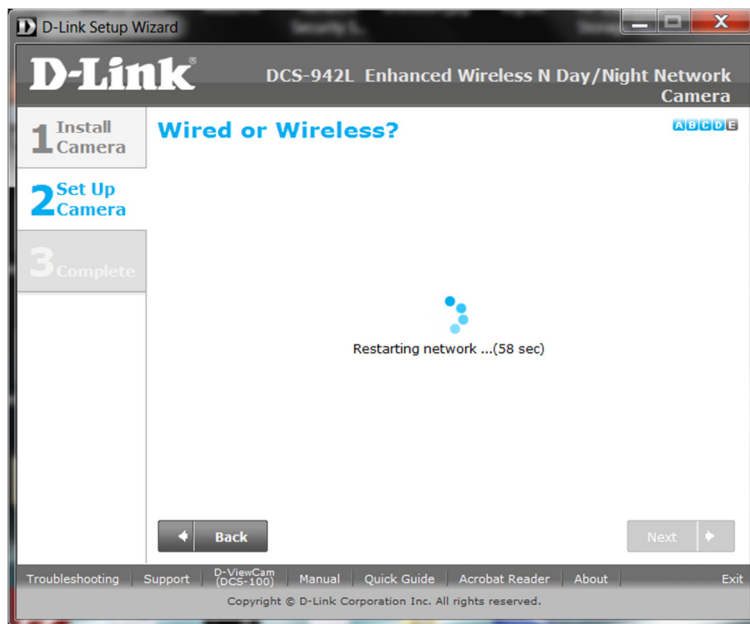 D-Link Setup Wizard
D-Link®
DCS-942L Enhanced Wireless N Day/Night Network
Camera
1 Install
Camera
Wired or Wireless?
A B C D E
2 Set Up
Camera
3 Complete
Restarting network ...(58 sec)
Back
Next
Troubleshooting
Support
D-ViewCam
(DCS-100)
Manual
Quick Guide
Acrobat Reader
About
Exit
Copyright © D-Link Corporation Inc. All rights reserved.